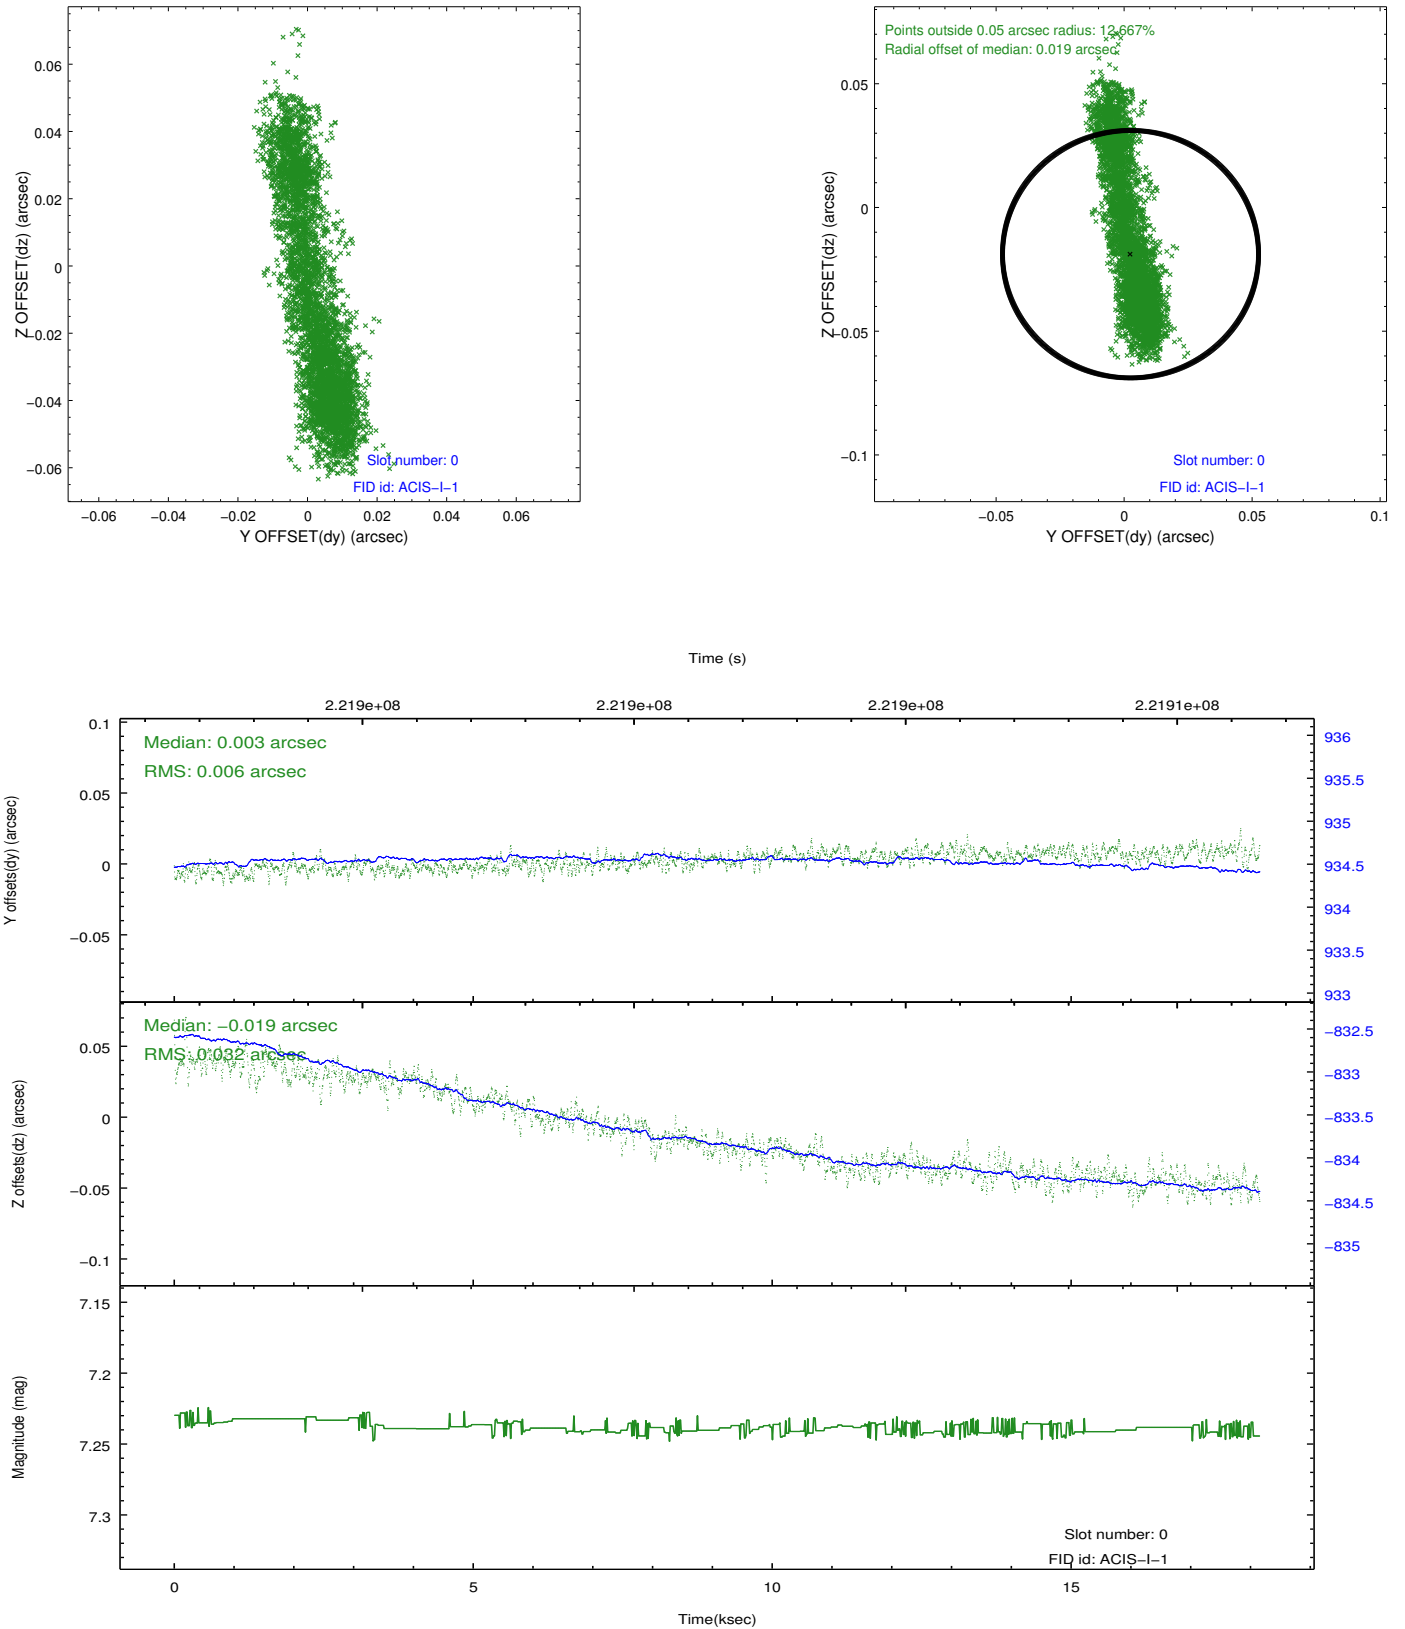 0.06
0.04
0.02
0
−0.02
−0.04
−0.06
Z OFFSET(dz) (arcsec)
Slot number: 0
FID id: ACIS−I−1
−0.06 −0.04 −0.02 0 0.02 0.04 0.06
Y OFFSET(dy) (arcsec)
Points outside 0.05 arcsec radius: 12.667%
Radial offset of median: 0.019 arcsec
0.05
0
−0.05
−0.1
Z OFFSET(dz) (arcsec)
Slot number: 0
FID id: ACIS−I−1
−0.05 0 0.05 0.1
Y OFFSET(dy) (arcsec)
Time (s)
2.219e+08 2.219e+08 2.219e+08 2.2191e+08
Median: 0.003 arcsec
RMS: 0.006 arcsec
0.1
0.05
0
−0.05
Y offsets(dy) (arcsec)
936
935.5
935
934.5
934
933.5
933
Median: −0.019 arcsec
RMS: 0.032 arcsec
0.05
0
−0.05
−0.1
Z offsets(dz) (arcsec)
−832.5
−833
−833.5
−834
−834.5
−835
7.15
7.2
7.25
7.3
Magnitude (mag)
Slot number: 0
FID id: ACIS−I−1
0 5 10 15
Time(ksec)